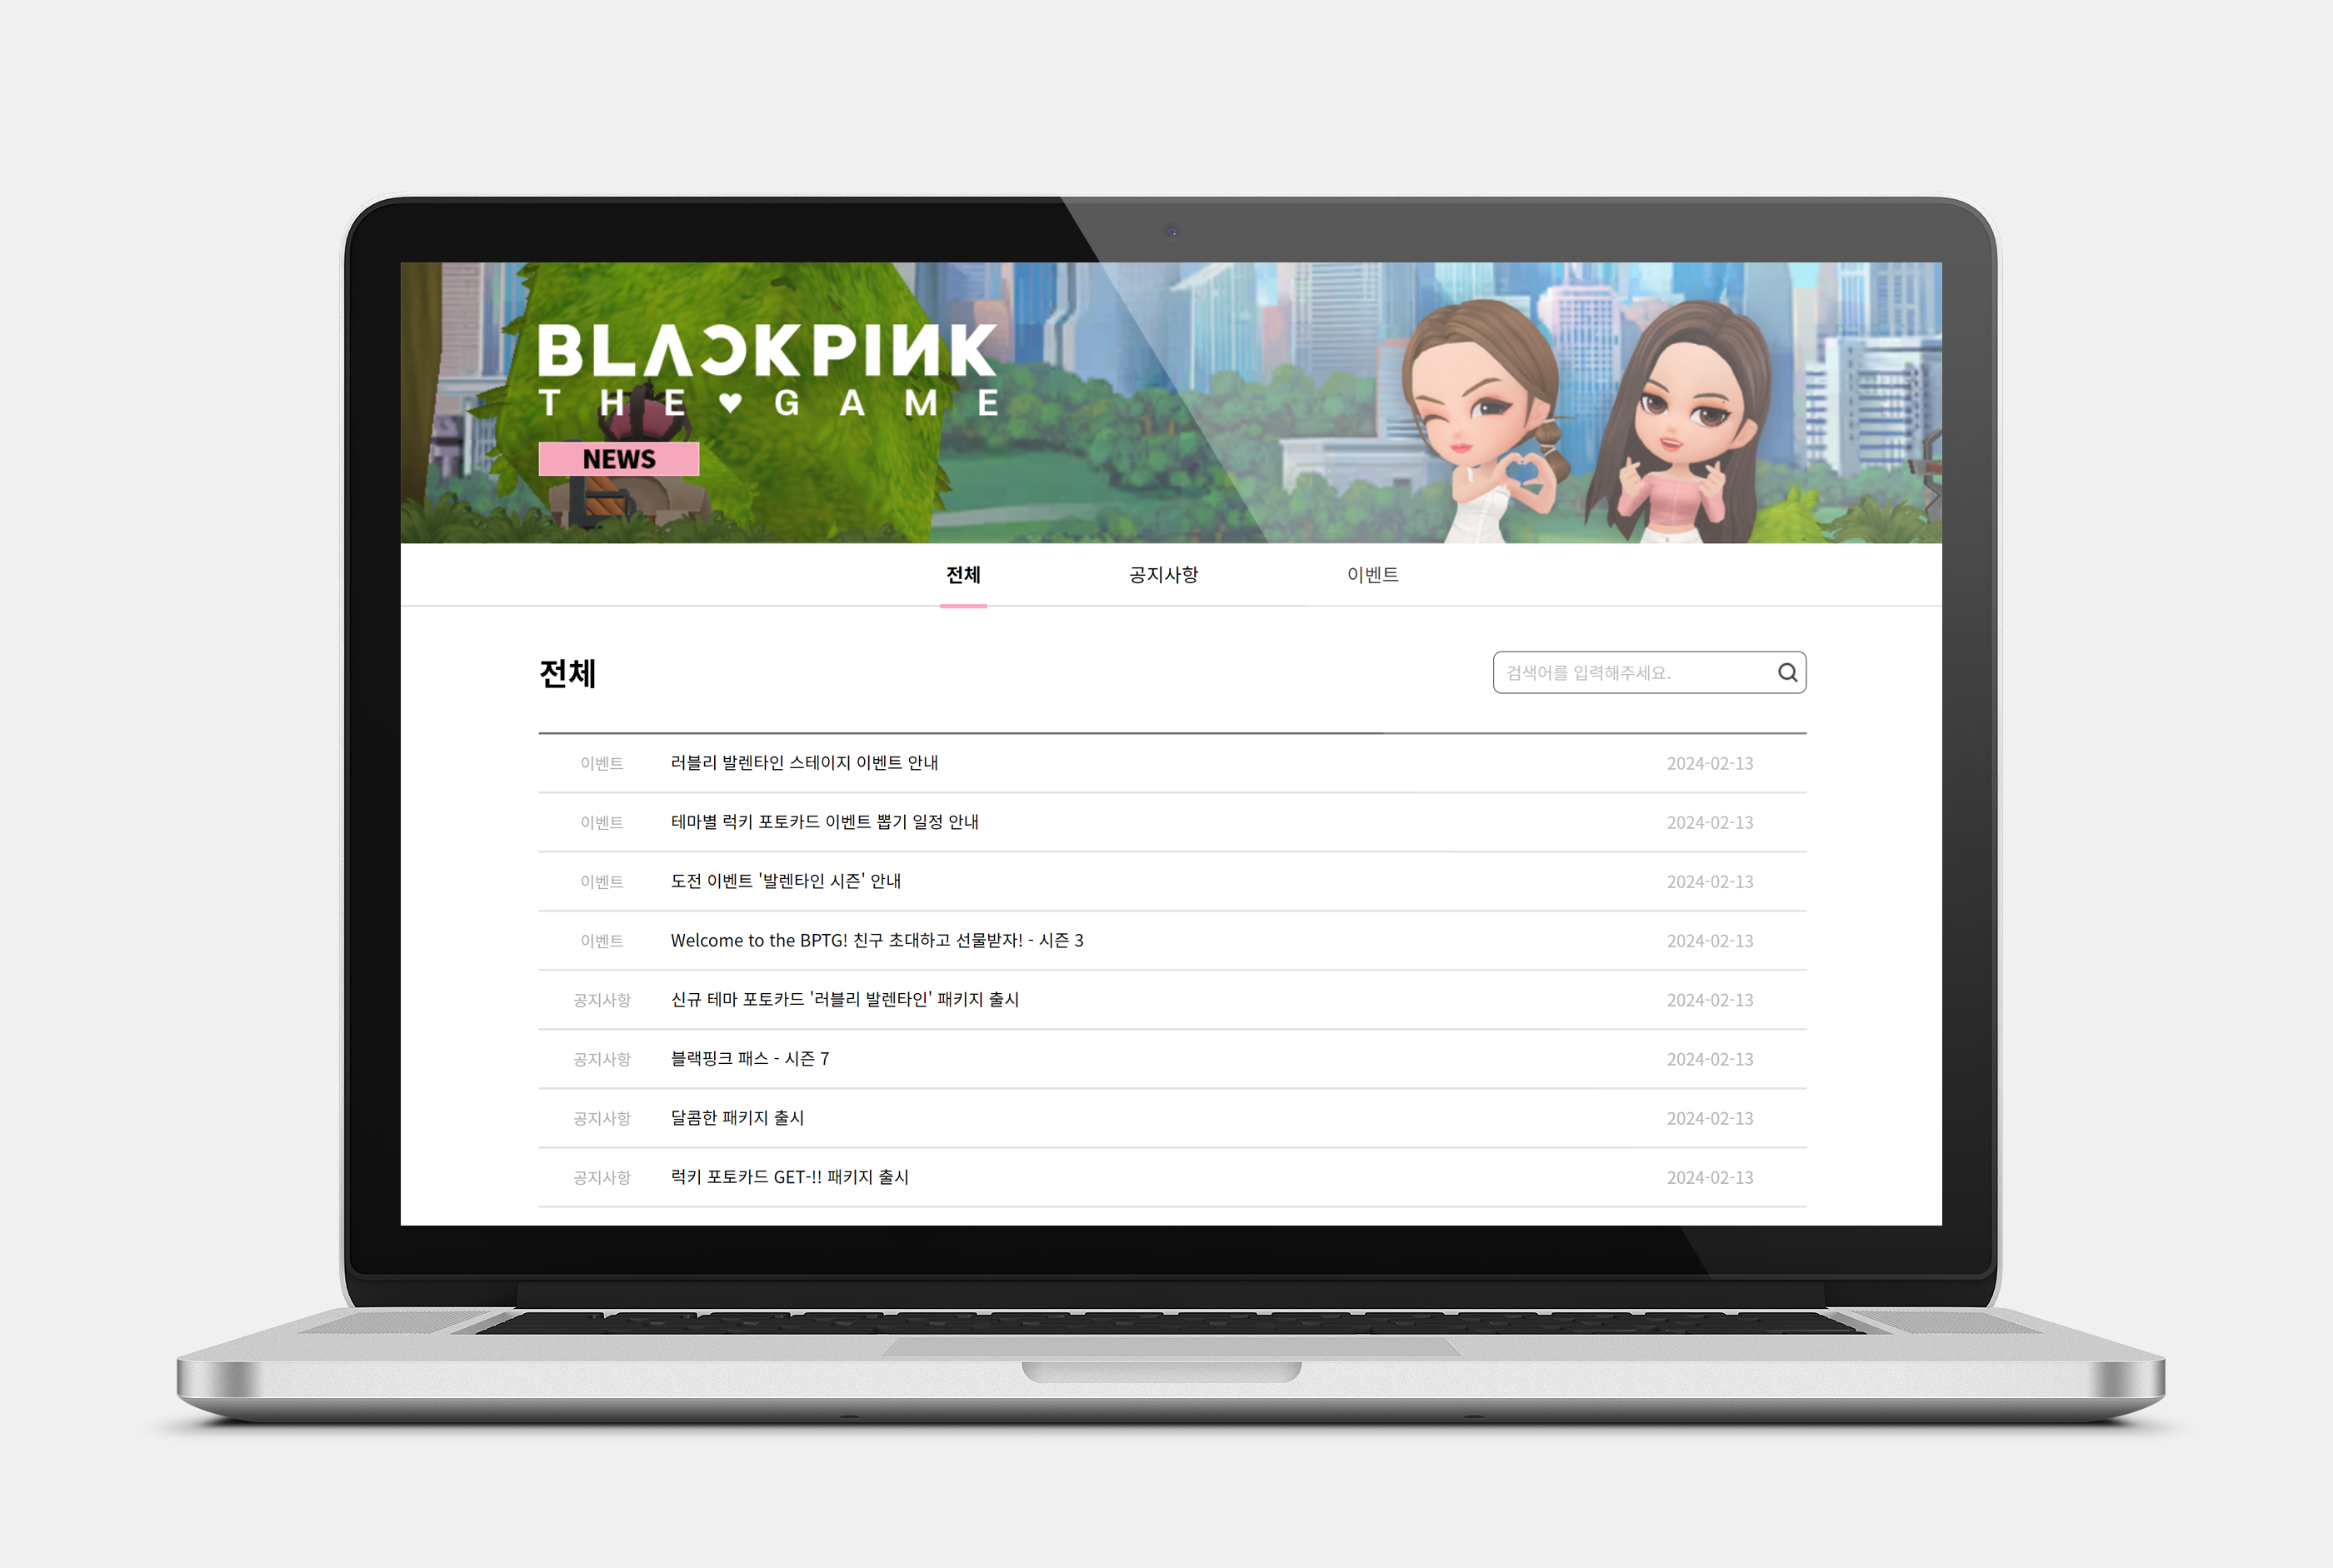 BLACKPINK
THE♥GAME
NEWS
전체 공지사항 이벤트
전체
검색어를 입력해주세요.
이벤트 러블리 발렌타인 스테이지 이벤트 안내 2024-02-13
이벤트 테마별 럭키 포토카드 이벤트 뽑기 일정 안내 2024-02-13
이벤트 도전 이벤트 '발렌타인 시즌' 안내 2024-02-13
이벤트 Welcome to the BPTG! 친구 초대하고 선물받자! - 시즌 3 2024-02-13
공지사항 신규 테마 포토카드 '러블리 발렌타인' 패키지 출시 2024-02-13
공지사항 블랙핑크 패스 - 시즌 7 2024-02-13
공지사항 달콤한 패키지 출시 2024-02-13
공지사항 럭키 포토카드 GET-!! 패키지 출시 2024-02-13